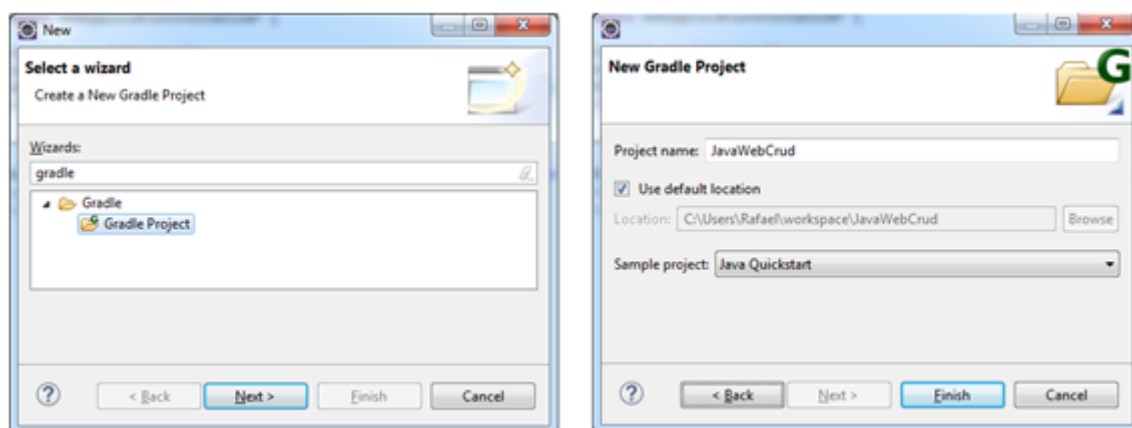 New
Select a wizard
Create a New Gradle Project
Wizards:
gradle
Gradle
Gradle Project
< Back Next > Finish Cancel
New Gradle Project
G
Project name: JavaWebCrud
Use default location
Location: C:\Users\Rafael\workspace\JavaWebCrud Browse
Sample project: Java Quickstart
< Back Next > Finish Cancel